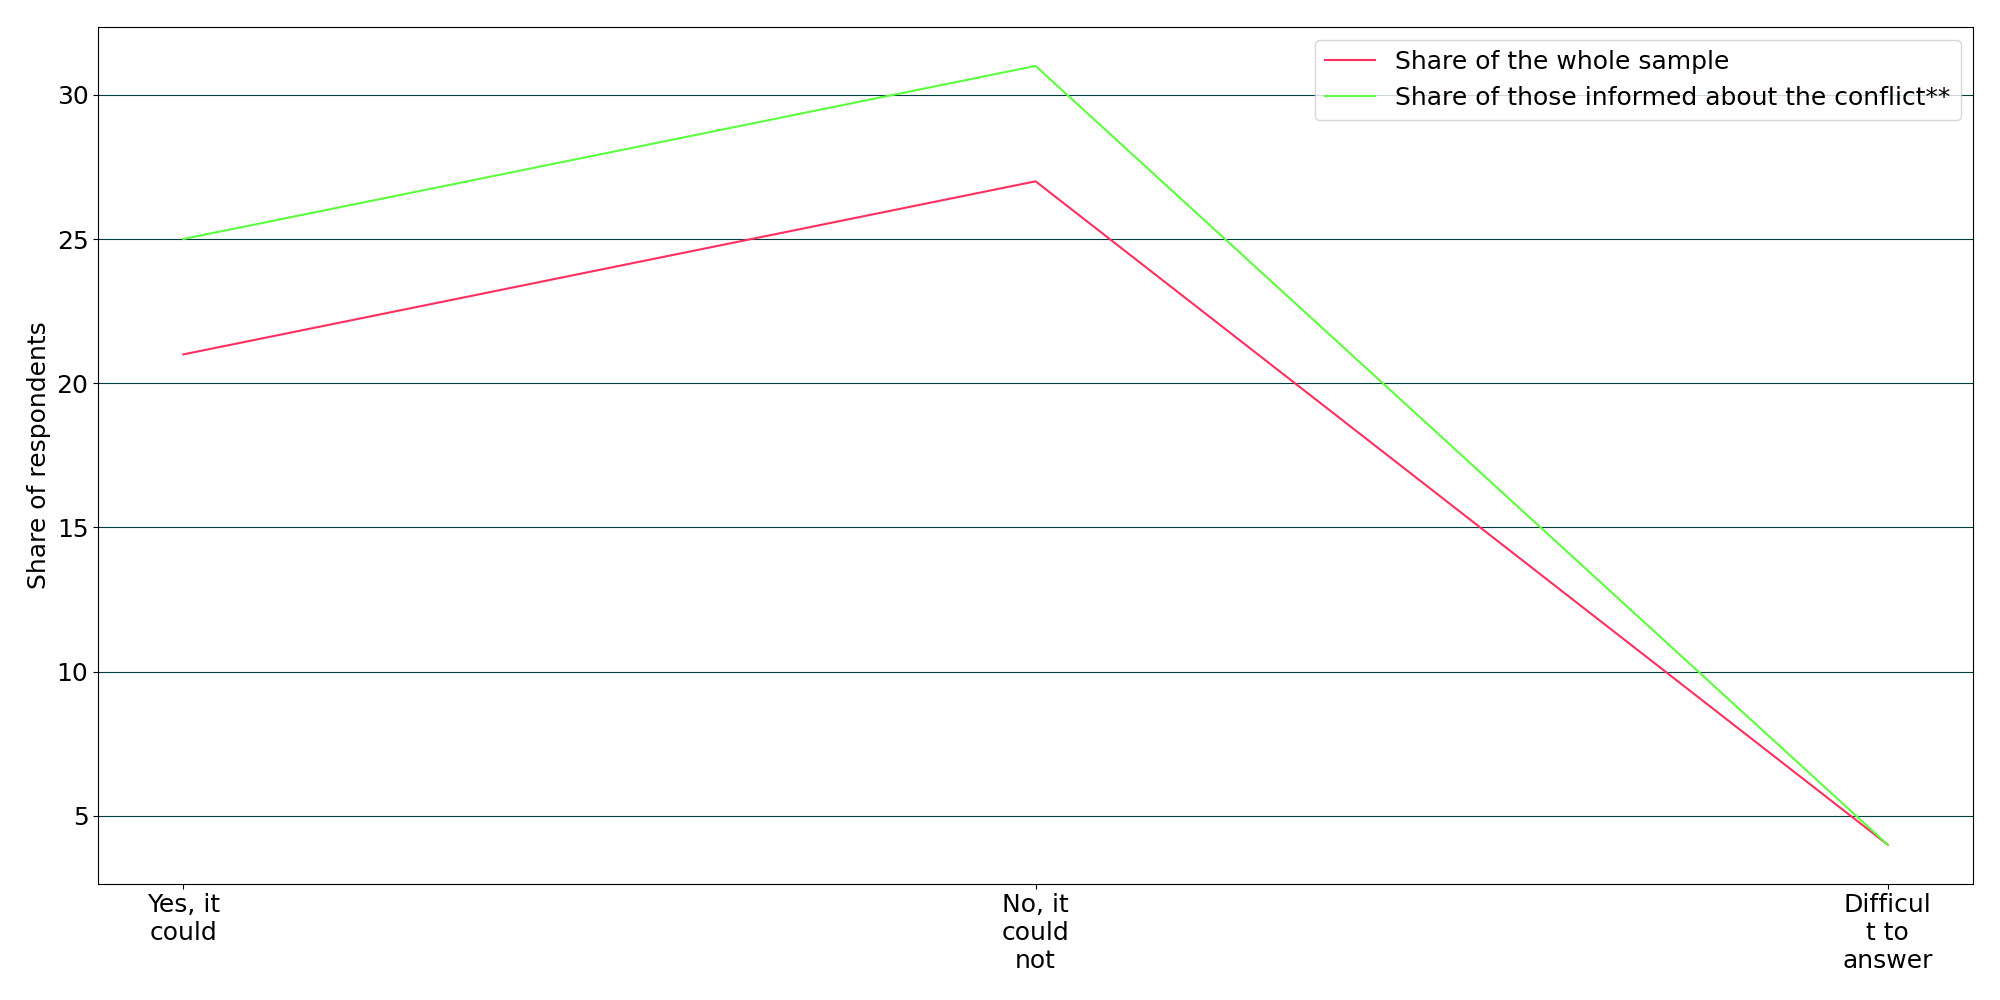 Share of the whole sample
Share of those informed about the conflict**
30
25
20
15
10
5
Share of respondents
Yes, it
could
No, it
could
not
Difficul
t to
answer